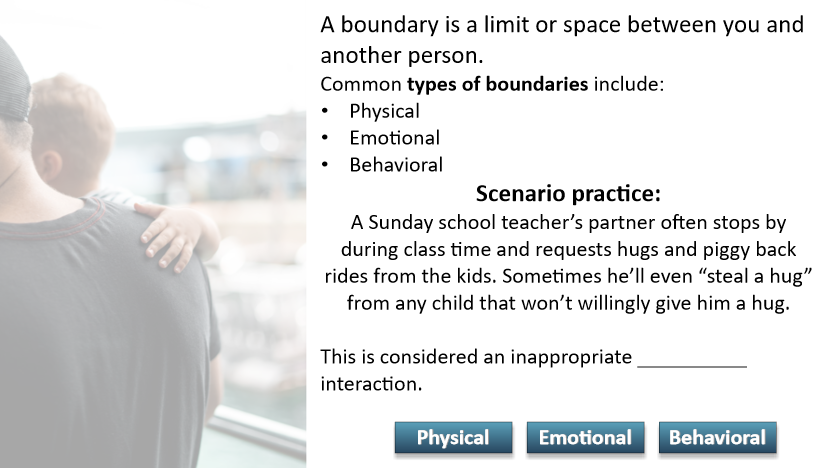 A boundary is a limit or space between you and
another person.
Common types of boundaries include:
• Physical
• Emotional
• Behavioral
Scenario practice:
A Sunday school teacher’s partner often stops by
during class time and requests hugs and piggy back
rides from the kids. Sometimes he’ll even “steal a hug”
from any child that won’t willingly give him a hug.
This is considered an inappropriate __________
interaction.
Physical Emotional Behavioral